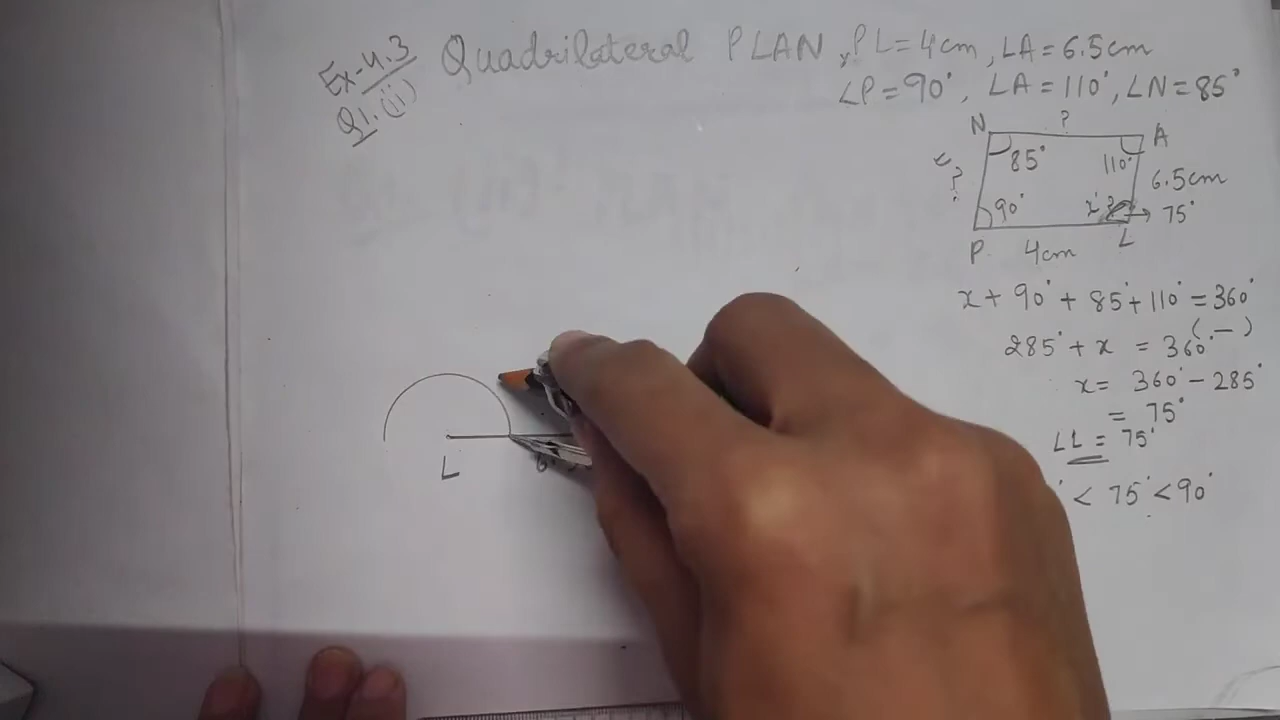 Ex-4.3
Q1.(ii)
Quadrilateral PLAN, PL=4cm, LA=6.5cm
∠P=90°, ∠A=110°, ∠N=85°
N ? A
85° 110°
? 6.5cm
90° x? → 75°
P 4cm L
x+90°+85°+110°=360°
(-)
285°+x = 360°
x= 360°-285°
= 75°
∠L = 75°
< 75° < 90°
L